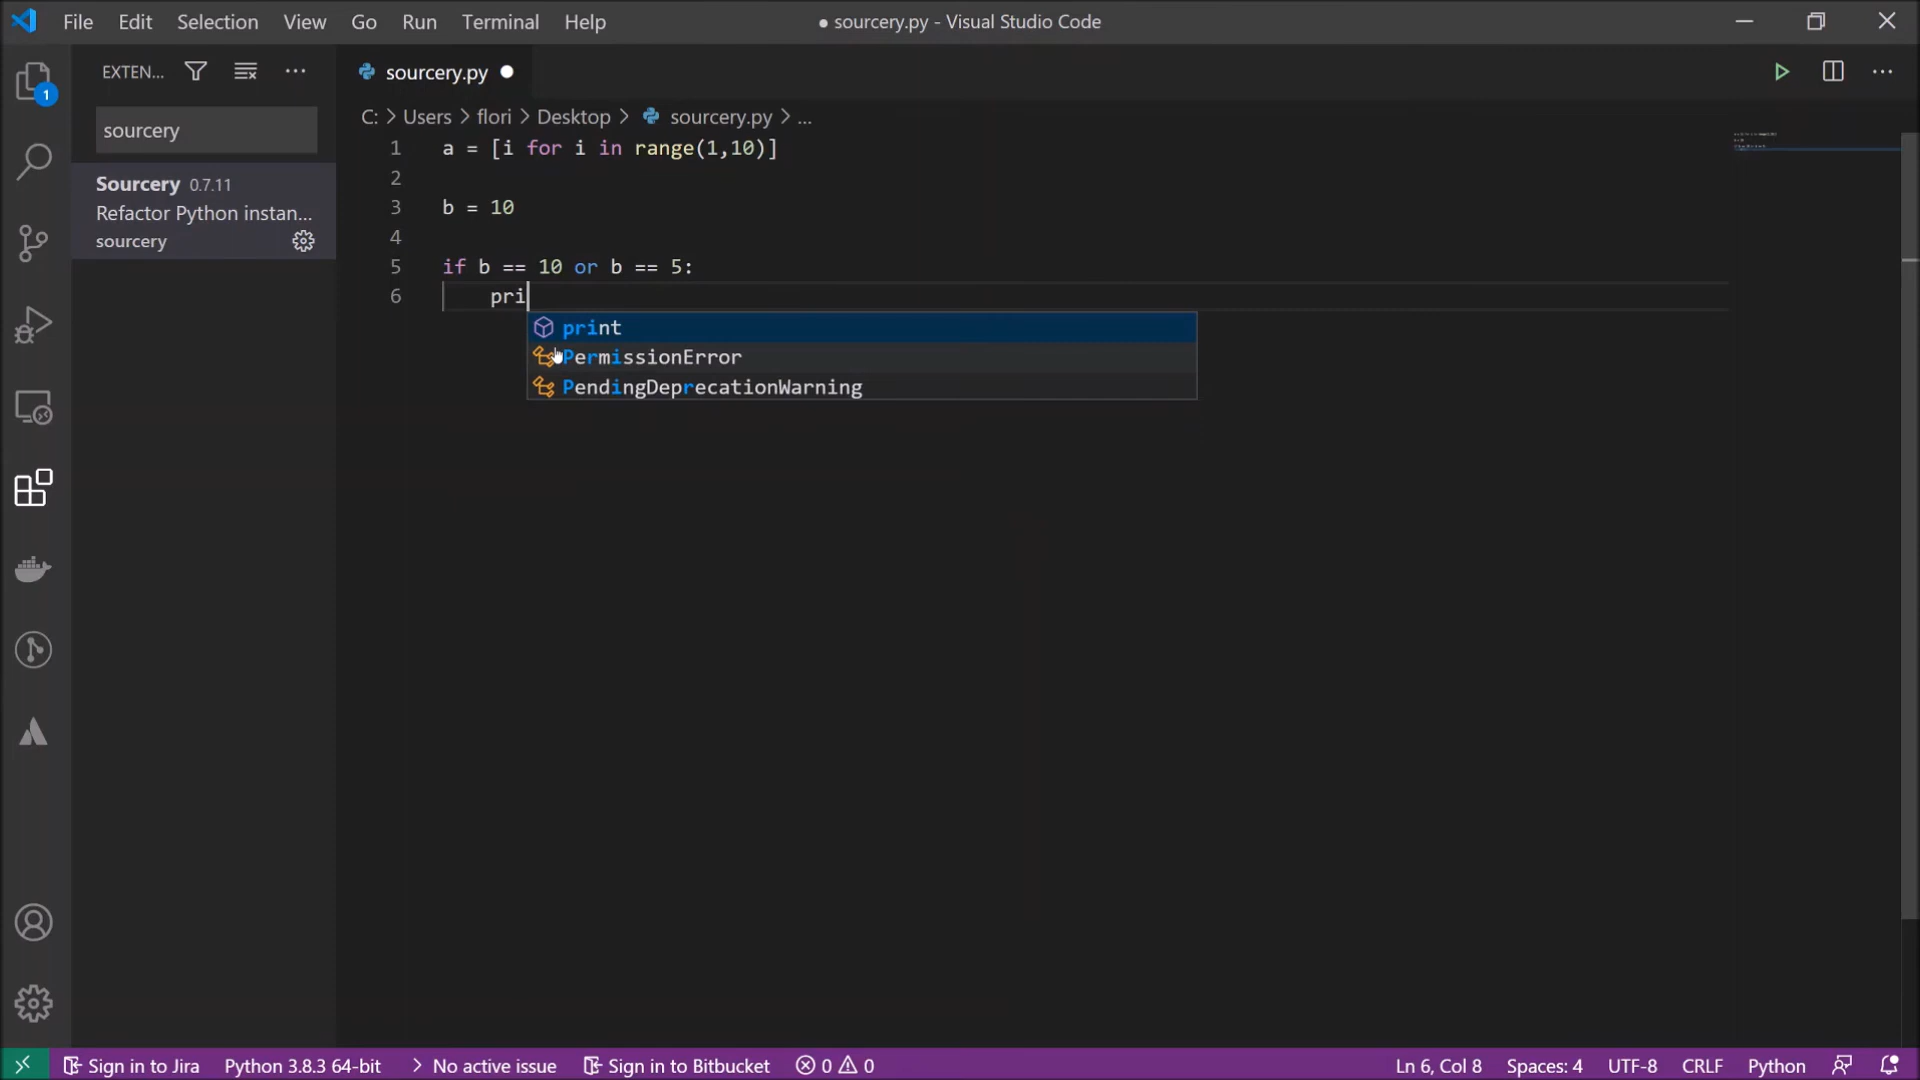 File Edit Selection View Go Run Terminal Help ● sourcery.py - Visual Studio Code
EXTEN... sourcery.py
1
C: > Users > flori > Desktop > sourcery.py > ...
sourcery
1 a = [i for i in range(1,10)]
2
Sourcery 0.7.11
Refactor Python instan...
sourcery
3 b = 10
4
5 if b == 10 or b == 5:
6 pri
print
PermissionError
PendingDeprecationWarning
Sign in to Jira Python 3.8.3 64-bit > No active issue Sign in to Bitbucket 0 0 Ln 6, Col 8 Spaces: 4 UTF-8 CRLF Python